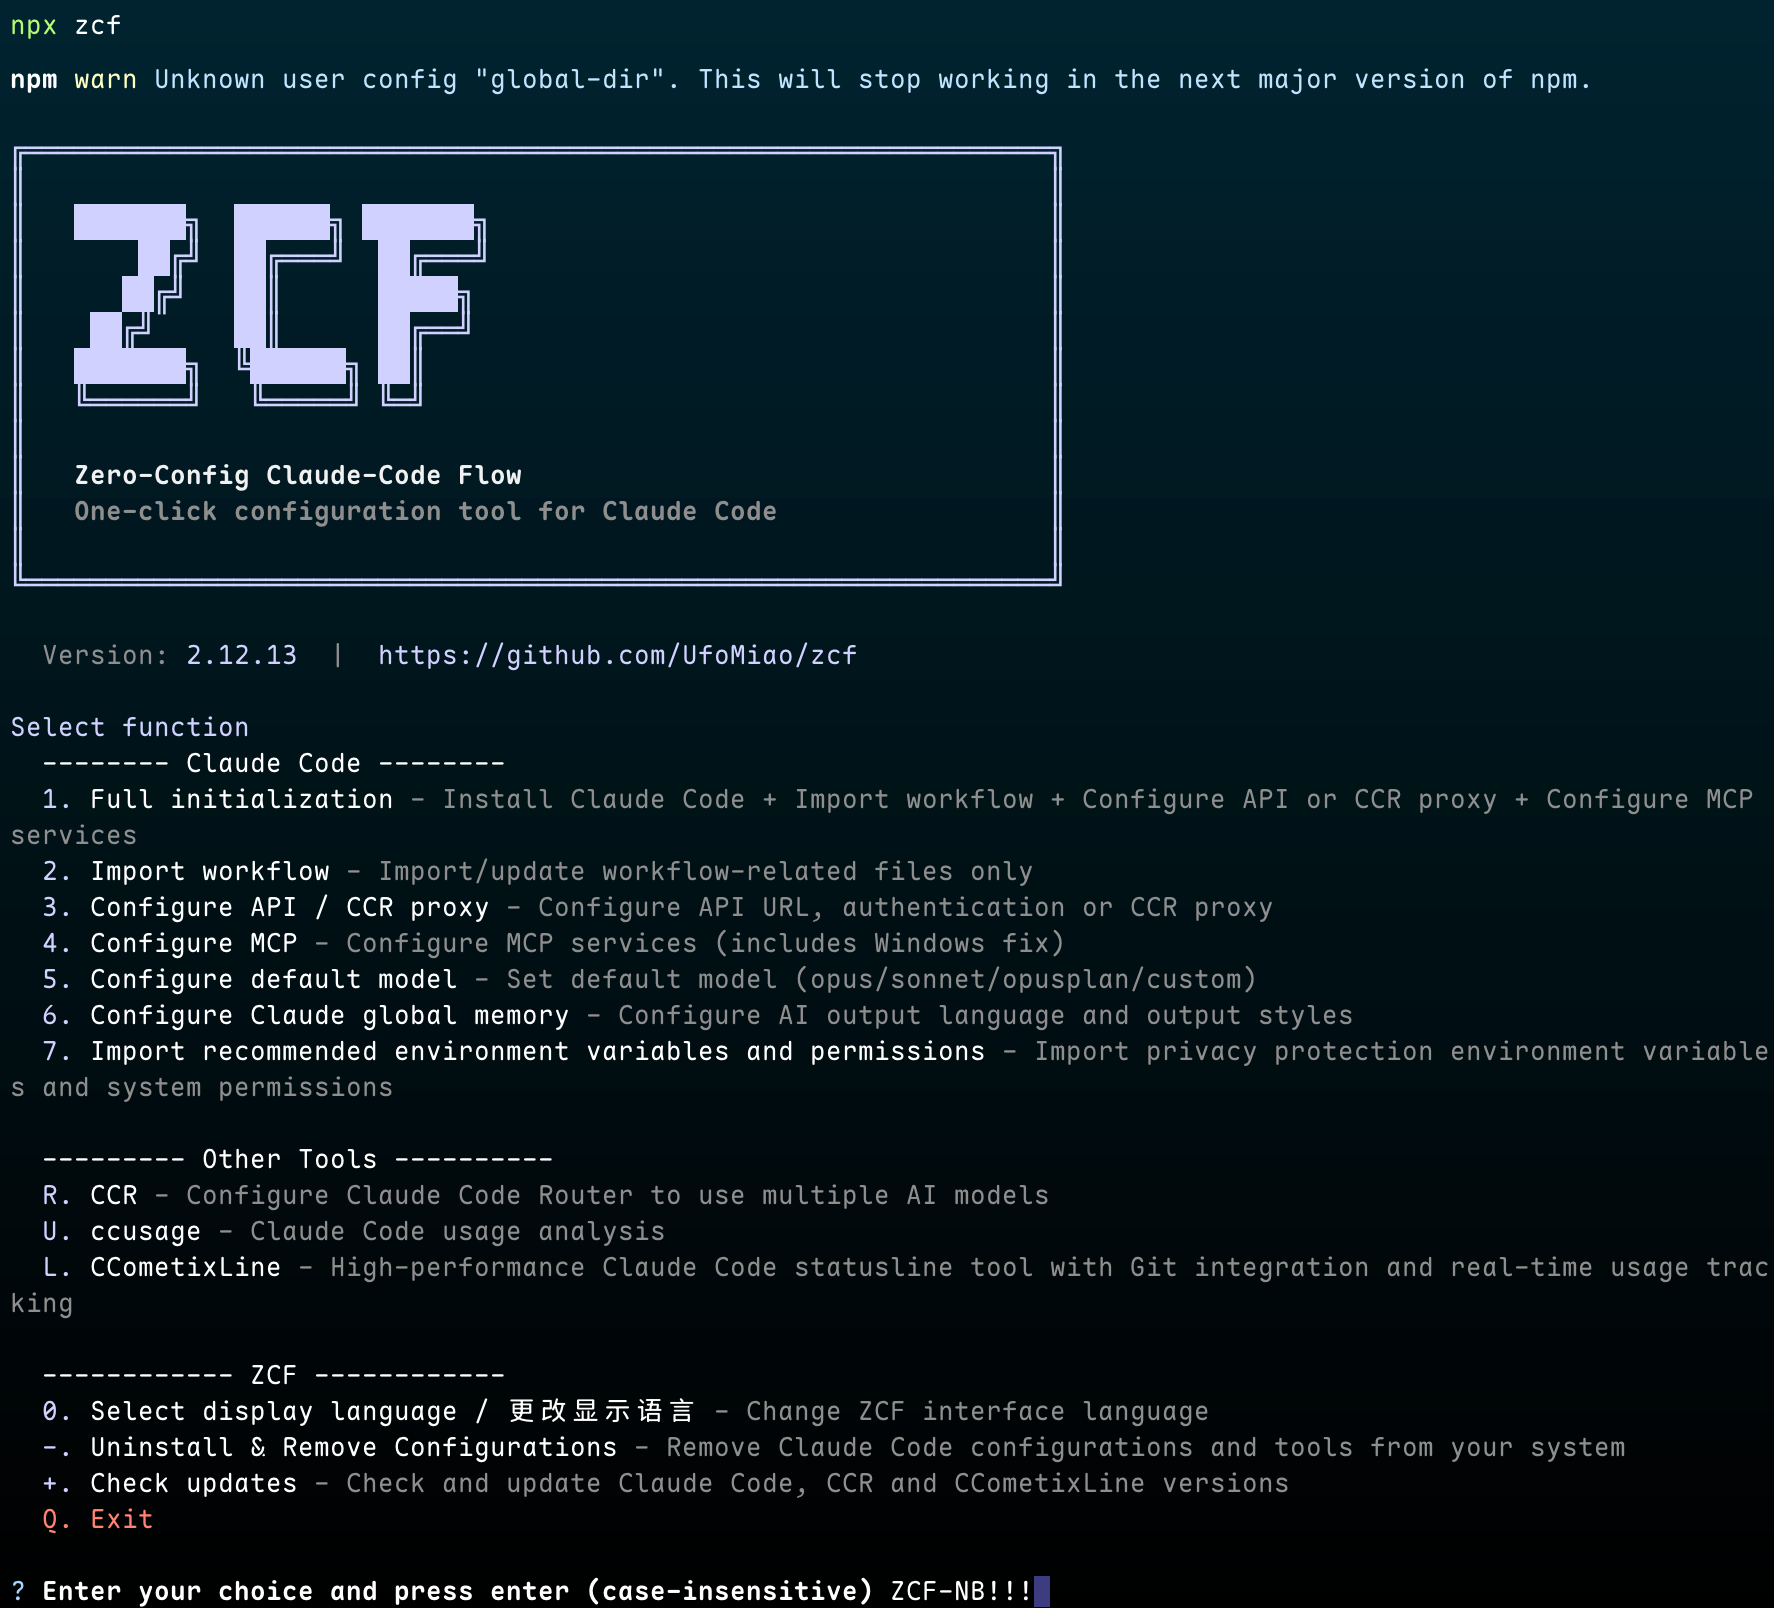 npx zcf
npm warn Unknown user config "global-dir". This will stop working in the next major version of npm.
ZCF
Zero-Config Claude-Code Flow
One-click configuration tool for Claude Code
Version: 2.12.13 | https://github.com/UfoMiao/zcf
Select function
-------- Claude Code --------
1. Full initialization - Install Claude Code + Import workflow + Configure API or CCR proxy + Configure MCP
services
2. Import workflow - Import/update workflow-related files only
3. Configure API / CCR proxy - Configure API URL, authentication or CCR proxy
4. Configure MCP - Configure MCP services (includes Windows fix)
5. Configure default model - Set default model (opus/sonnet/opusplan/custom)
6. Configure Claude global memory - Configure AI output language and output styles
7. Import recommended environment variables and permissions - Import privacy protection environment variable
s and system permissions
--------- Other Tools ----------
R. CCR - Configure Claude Code Router to use multiple AI models
U. ccusage - Claude Code usage analysis
L. CCometixLine - High-performance Claude Code statusline tool with Git integration and real-time usage trac
king
------------ ZCF ------------
0. Select display language / 更改显示语言 - Change ZCF interface language
-. Uninstall & Remove Configurations - Remove Claude Code configurations and tools from your system
+. Check updates - Check and update Claude Code, CCR and CCometixLine versions
Q. Exit
? Enter your choice and press enter (case-insensitive) ZCF-NB!!!